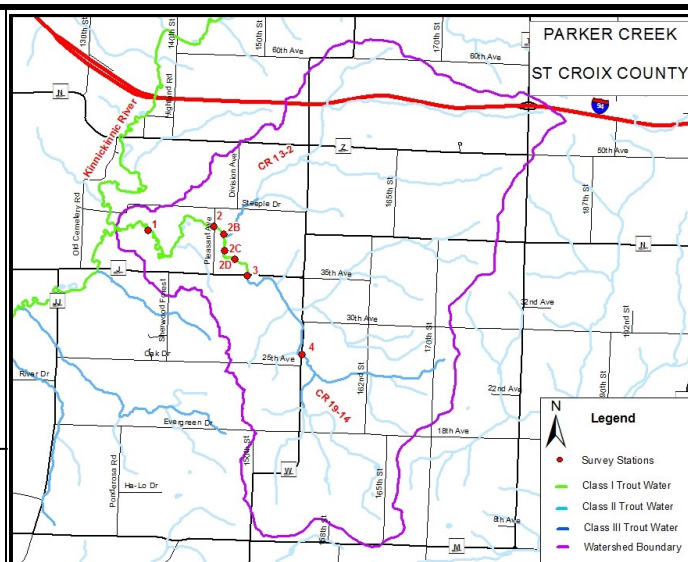 PARKER CREEK
ST CROIX COUNTY
130th St
140th St
150th St
170th St
60th Ave
60th Ave
Highland Rd
N
Kinnickinnic River
94
50th Ave
Z
CR 13-2
Division Ave
165th St
187th St
Steeple Dr
Old Cemetery Rd
Pleasant Ave
1
2
2B
2C
2D
3
N
J
35th Ave
JJ
Sherwood Forest
32nd Ave
30th Ave
170th St
192nd St
Oak Dr
25th Ave
4
River Dr
162nd St
22nd Ave
190th St
CR 19-14
Evergreen Dr
18th Ave
150th St
Ponderosa Rd
W
165th St
Ha-Lo Dr
158th St
8th Ave
M
N
Legend
Survey Stations
Class I Trout Water
Class II Trout Water
Class III Trout Water
Watershed Boundary